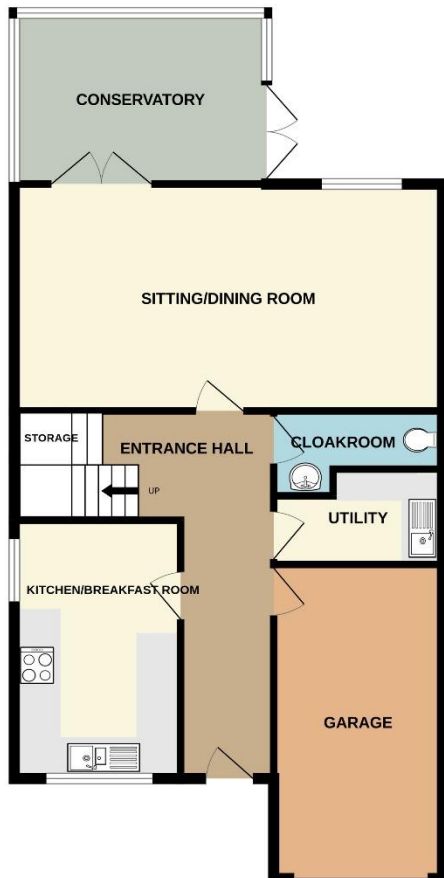 CONSERVATORY
SITTING/DINING ROOM
STORAGE
ENTRANCE HALL
CLOAKROOM
UP
UTILITY
KITCHEN/BREAKFAST ROOM
GARAGE